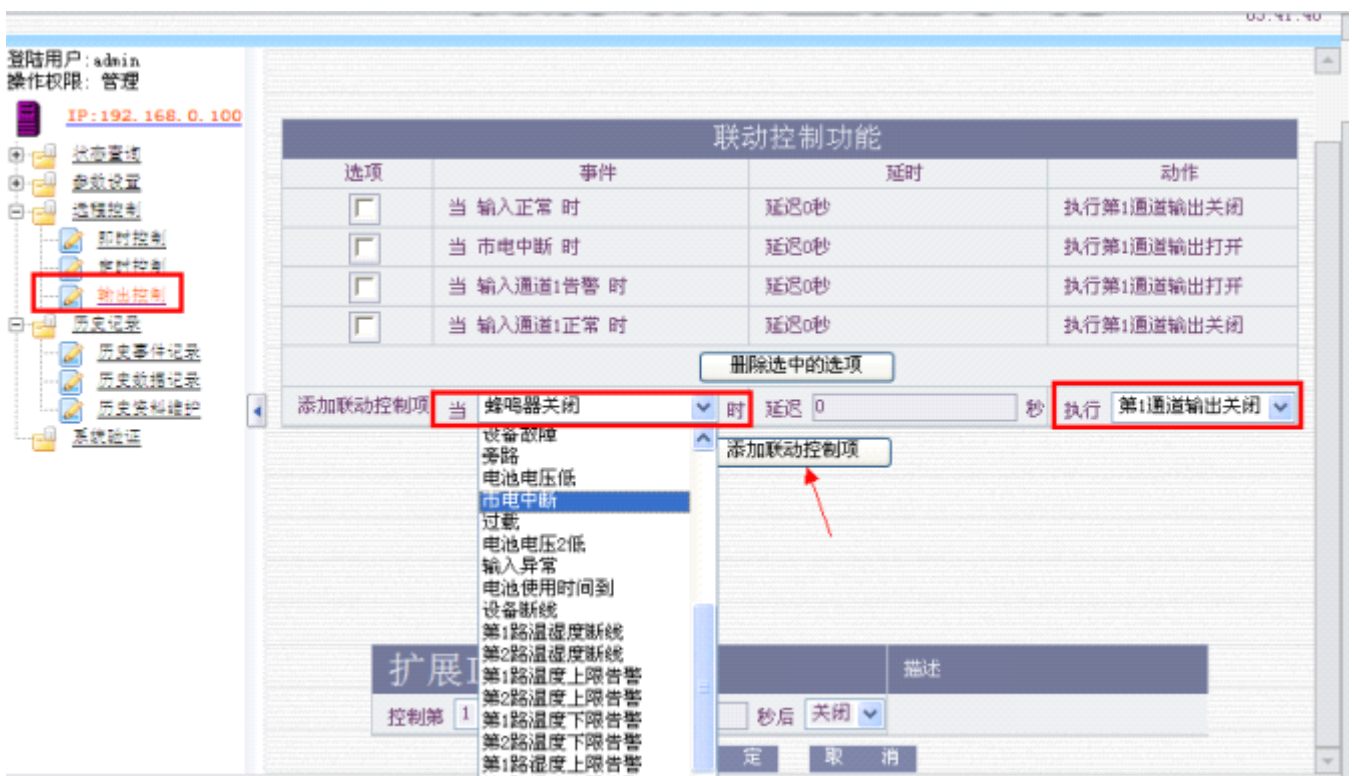 登陆用户:admin
操作权限: 管理
IP:192.168.0.100
状态查询
参数设置
远程控制
即时控制
定时控制
输出控制
历史记录
历史事件记录
历史数据记录
历史资料维护
系统验证
联动控制功能
选项 事件 延时 动作
当 输入正常 时 延迟0秒 执行第1通道输出关闭
当 市电中断 时 延迟0秒 执行第1通道输出打开
当 输入通道1告警 时 延迟0秒 执行第1通道输出打开
当 输入通道1正常 时 延迟0秒 执行第1通道输出关闭
删除选中的选项
添加联动控制项 当 蜂鸣器关闭 时 延迟 0 秒 执行 第1通道输出关闭
添加联动控制项
设备故障
旁路
电池电压低
市电中断
过载
电池电压2低
输入异常
电池使用时间到
设备断线
第1路温湿度断线
第2路温湿度断线
第1路温度上限告警
第2路温度上限告警
第1路温度下限告警
第2路温度下限告警
第1路湿度上限告警
扩展 描述
控制第 1 秒后 关闭
定 取 消